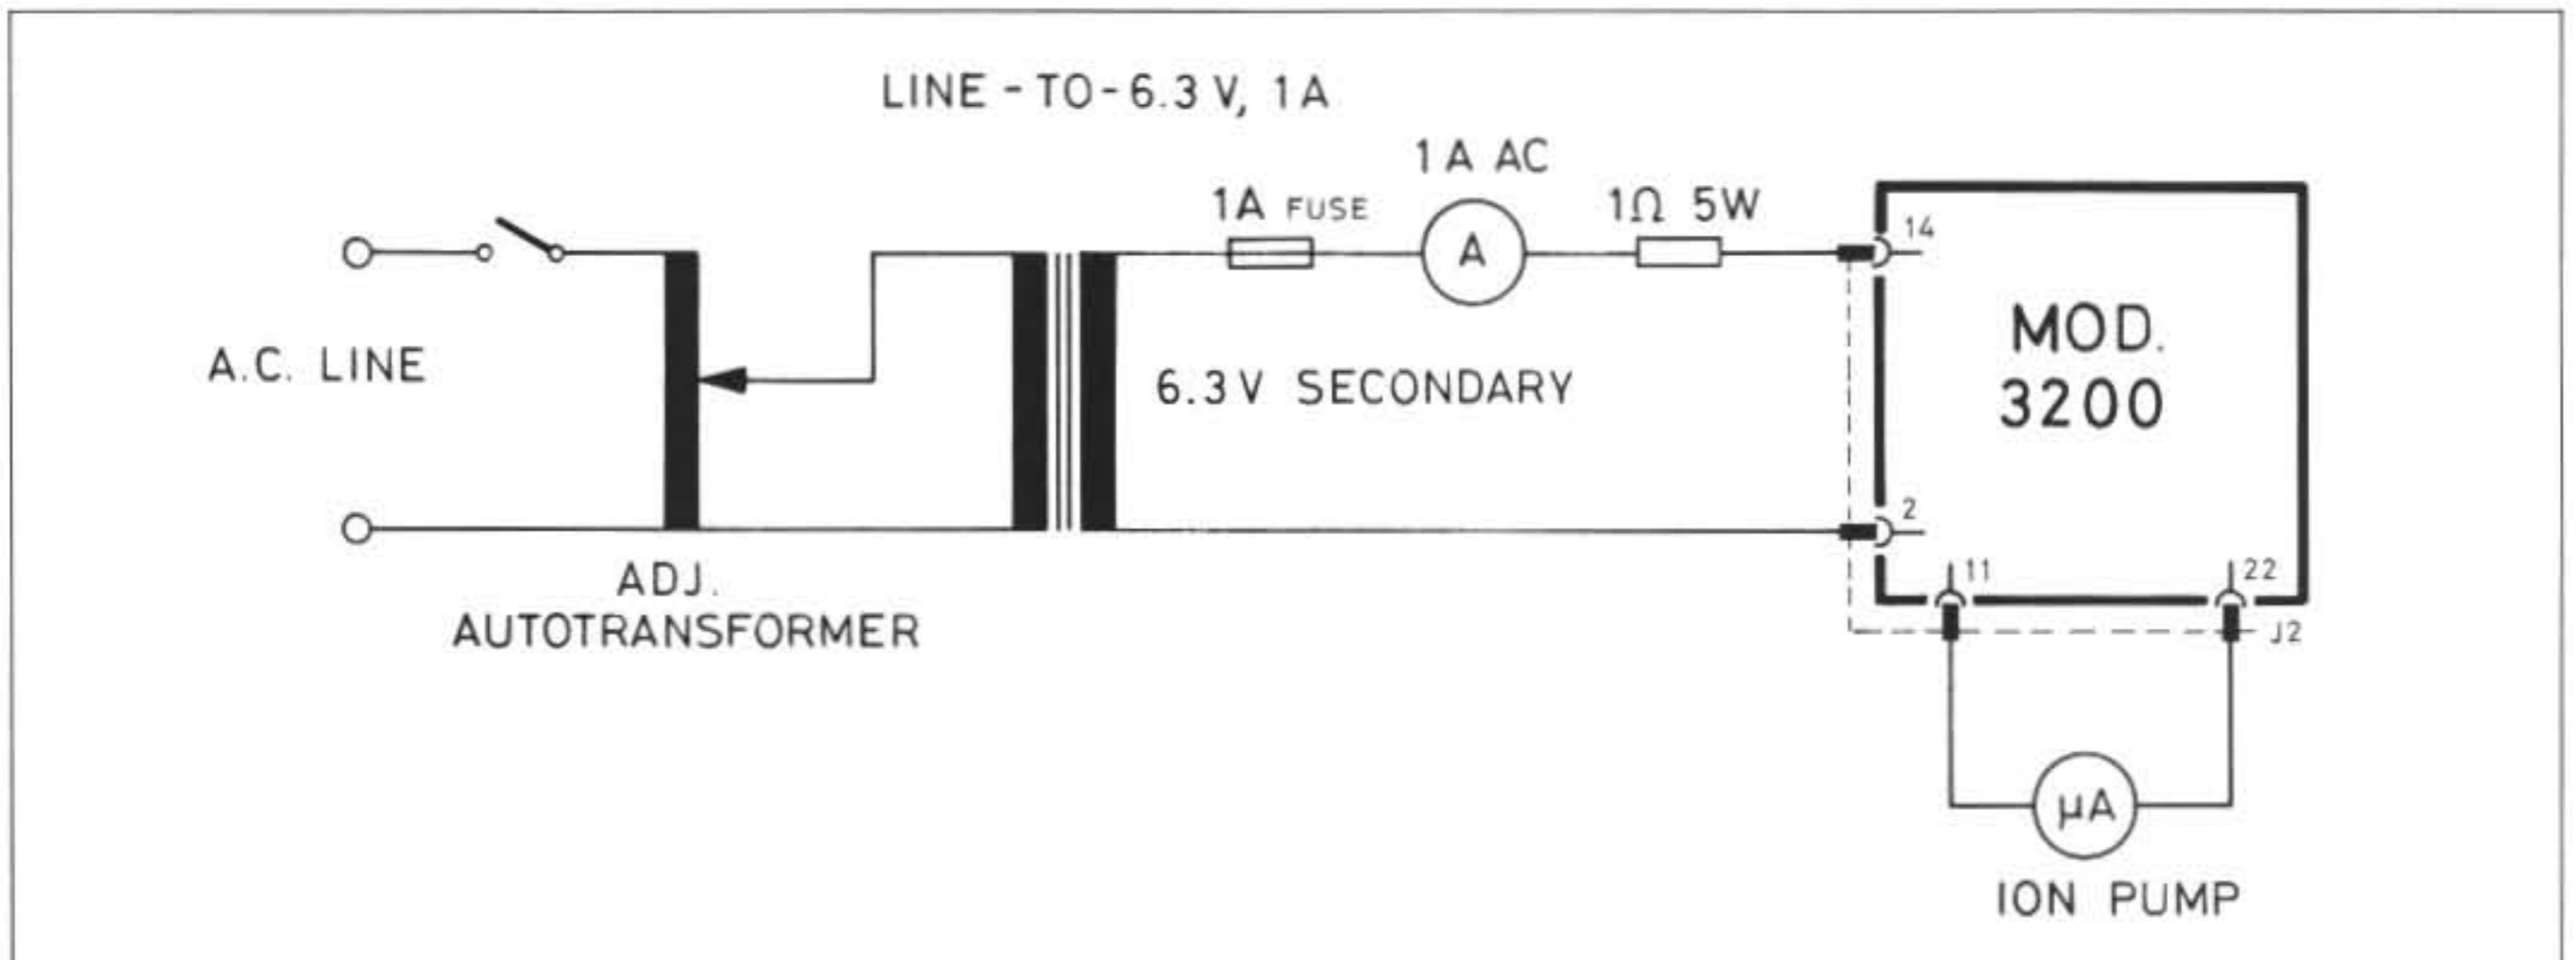 LINE - TO - 6.3 V, 1 A
1 A AC
1A FUSE
1Ω 5W
A
14
A.C. LINE
MOD.
3200
6.3 V SECONDARY
2
11
22
J2
ADJ.
AUTOTRANSFORMER
µA
ION PUMP